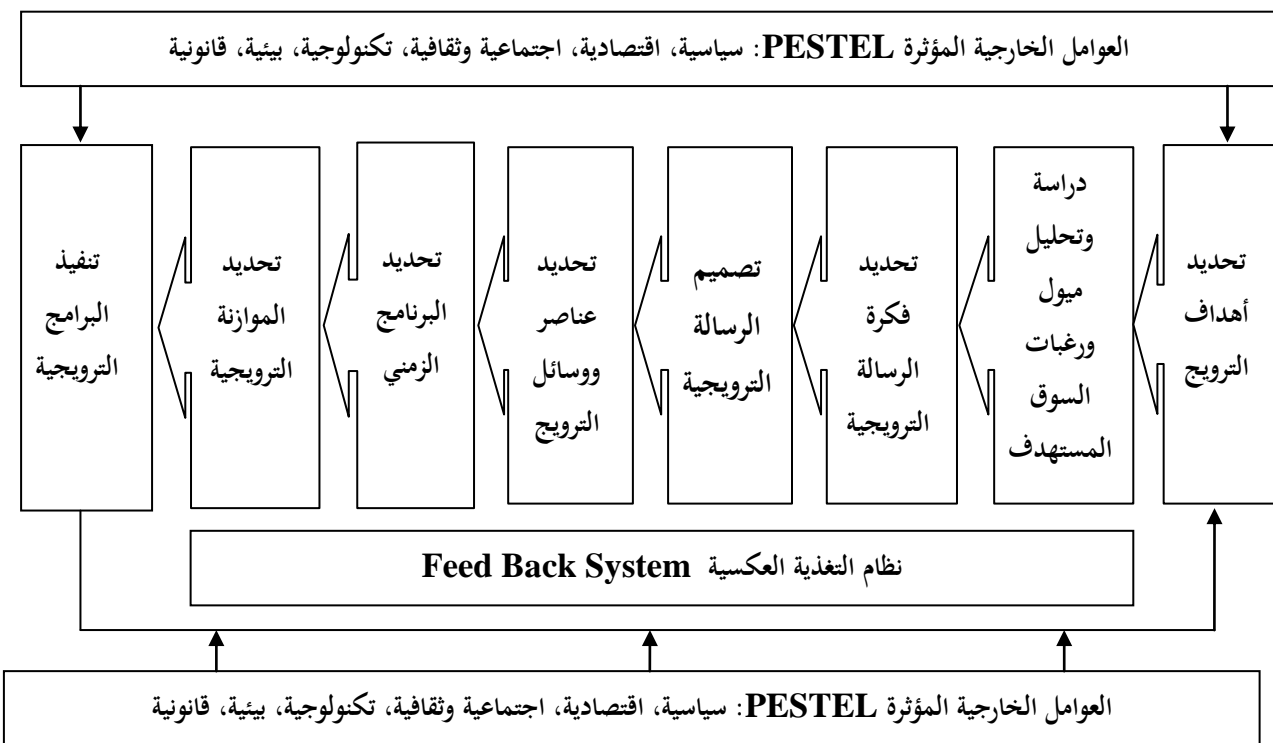 العوامل الخارجية المؤثرة PESTEL: سياسية، اقتصادية، اجتماعية وثقافية، تكنولوجية، بيئية، قانونية
تحديد
أهداف
الترويج
دراسة
وتحليل
ميول
ورغبات
السوق
المستهدف
تحديد
فكرة
الرسالة
الترويجية
تصميم
الرسالة
الترويجية
تحديد
عناصر
ووسائل
الترويج
تحديد
البرنامج
الزمني
تحديد
الموازنة
الترويجية
تنفيذ
البرامج
الترويجية
نظام التغذية العكسية Feed Back System
العوامل الخارجية المؤثرة PESTEL: سياسية، اقتصادية، اجتماعية وثقافية، تكنولوجية، بيئية، قانونية